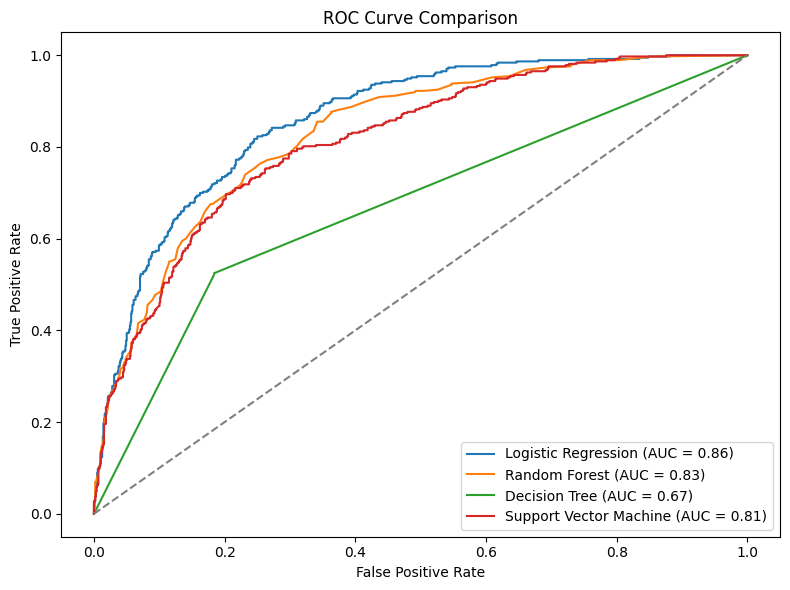 ROC Curve Comparison
True Positive Rate
1.0
0.8
0.6
0.4
0.2
0.0
Logistic Regression (AUC = 0.86)
Random Forest (AUC = 0.83)
Decision Tree (AUC = 0.67)
Support Vector Machine (AUC = 0.81)
0.0 0.2 0.4 0.6 0.8 1.0
False Positive Rate